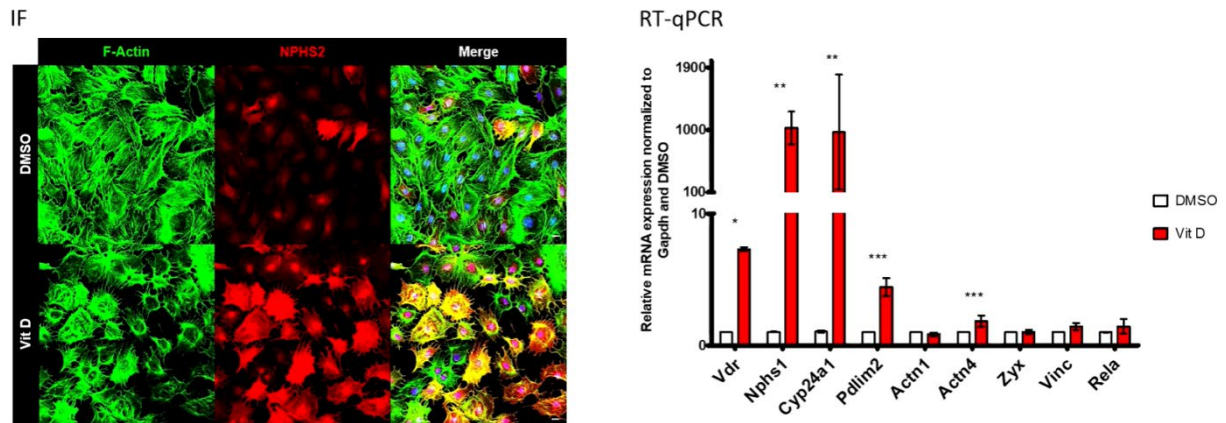 IF
F-Actin NPHS2 Merge
DMSO
Vit D
RT-qPCR
Relative mRNA expression normalized to
Gapdh and DMSO
1900
1000
100
10
0
*
**
**
***
***
DMSO
Vit D
Vdr
Nphs1
Cyp24a1
Pdlim2
Actn1
Actn4
Zyx
Vinc
Rela